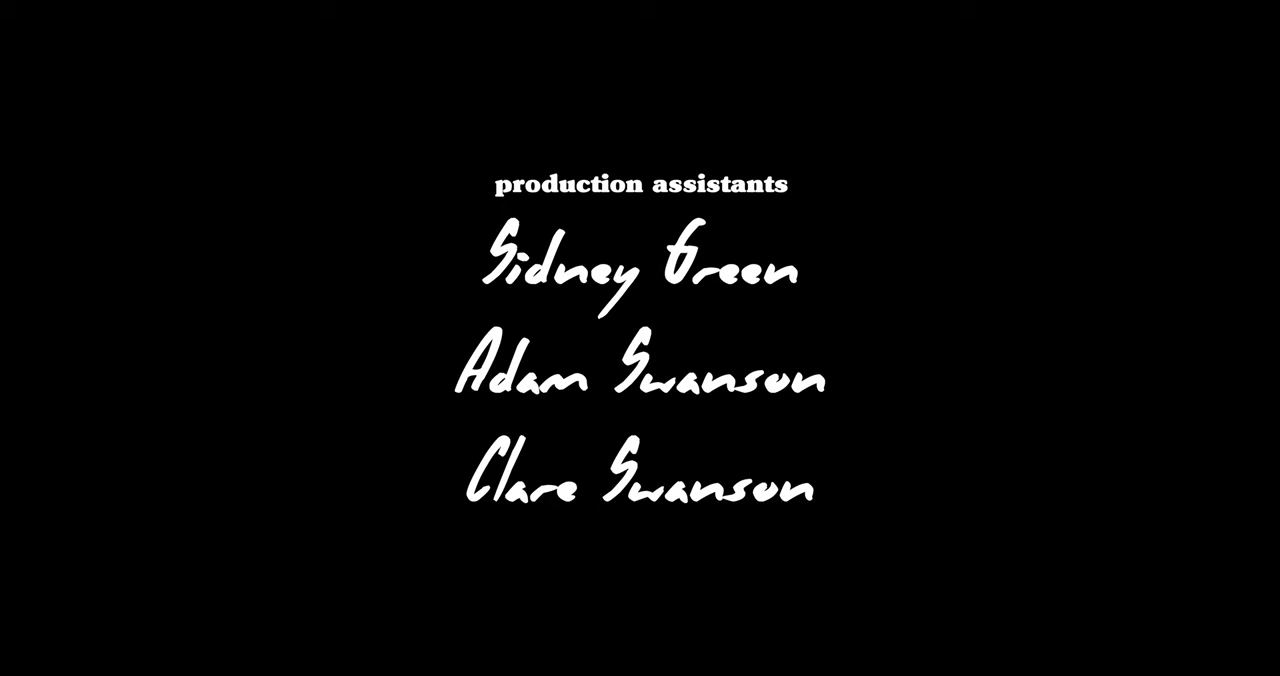 production assistants
Sidney Green
Adam Swanson
Clare Swanson